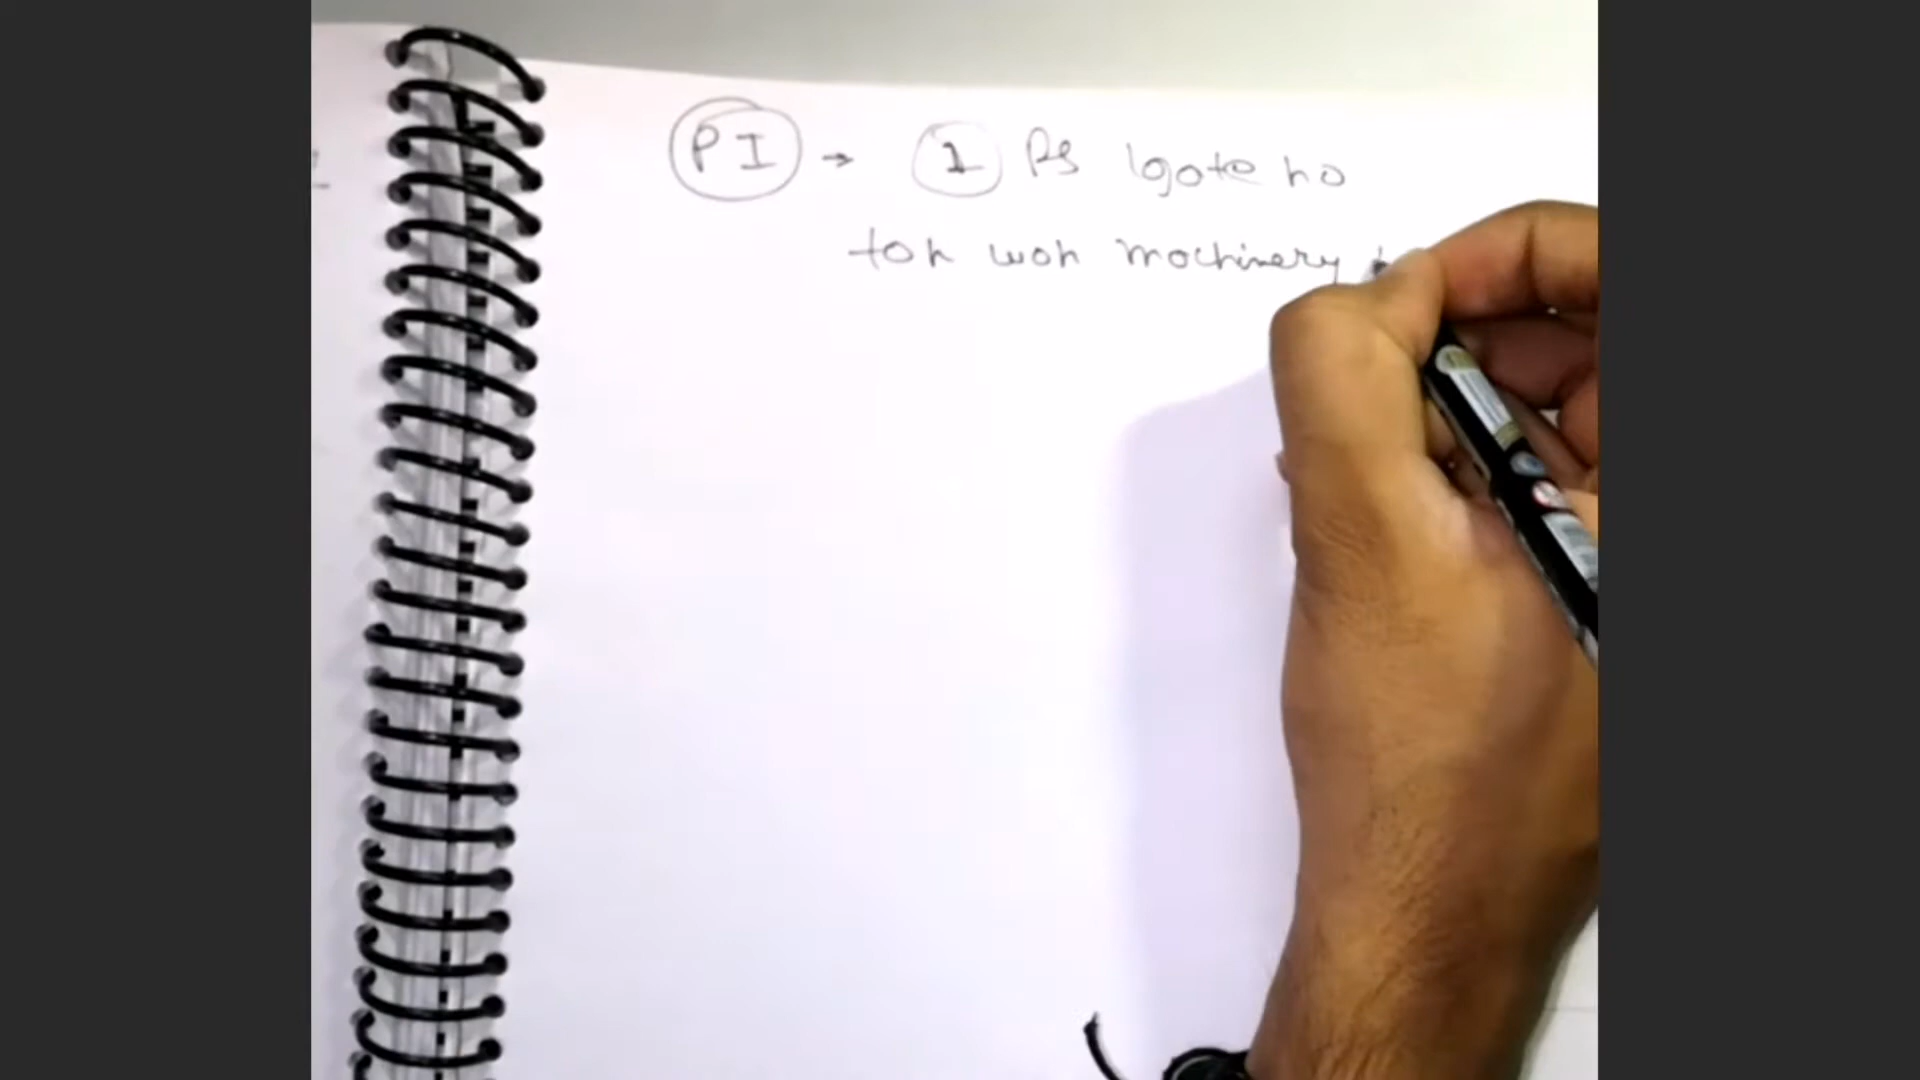 PI → 1 Rs lgate ho
toh woh machinery